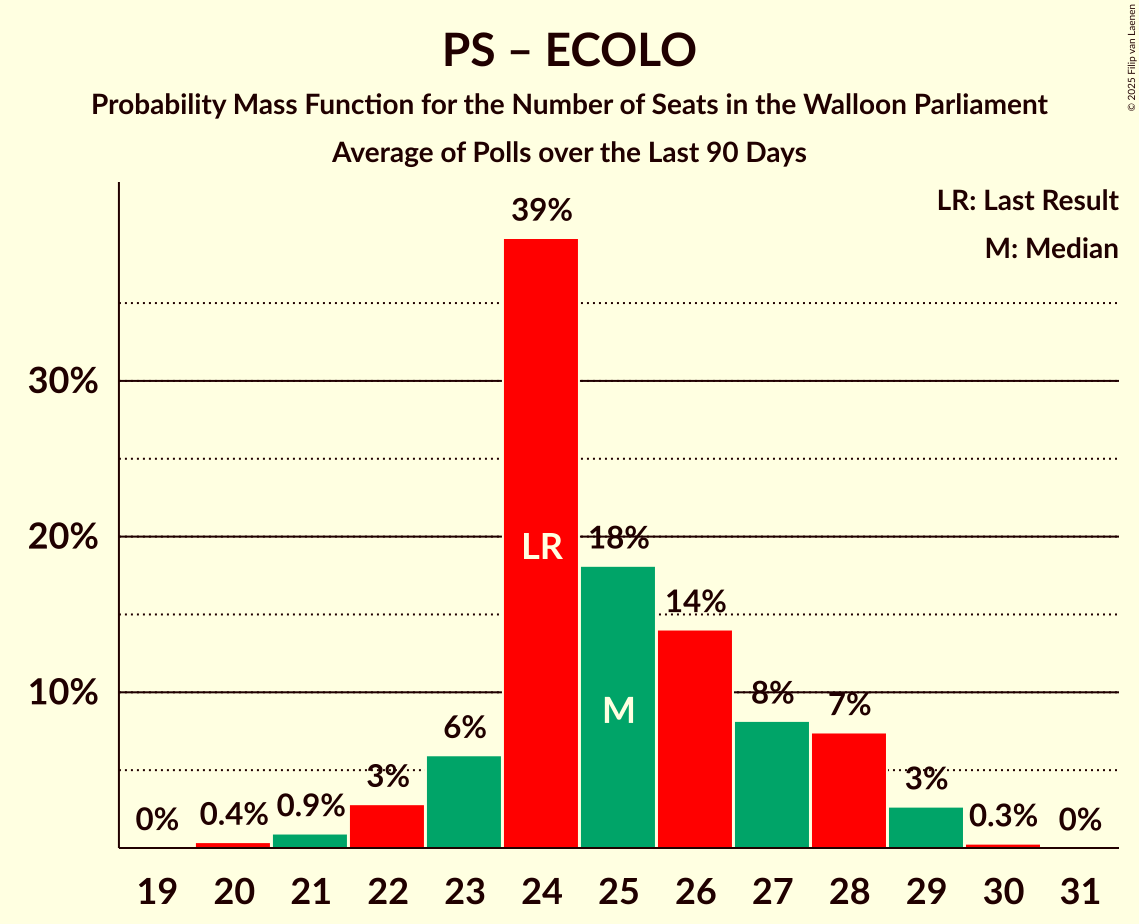 PS – ECOLO
Probability Mass Function for the Number of Seats in the Walloon Parliament
Average of Polls over the Last 90 Days
© 2025 Filip van Laenen
LR: Last Result
M: Median
30%
20%
10%
0%
0.4%
0.9%
3%
6%
39%
18%
14%
8%
7%
3%
0.3%
0%
LR
M
19 20 21 22 23 24 25 26 27 28 29 30 31